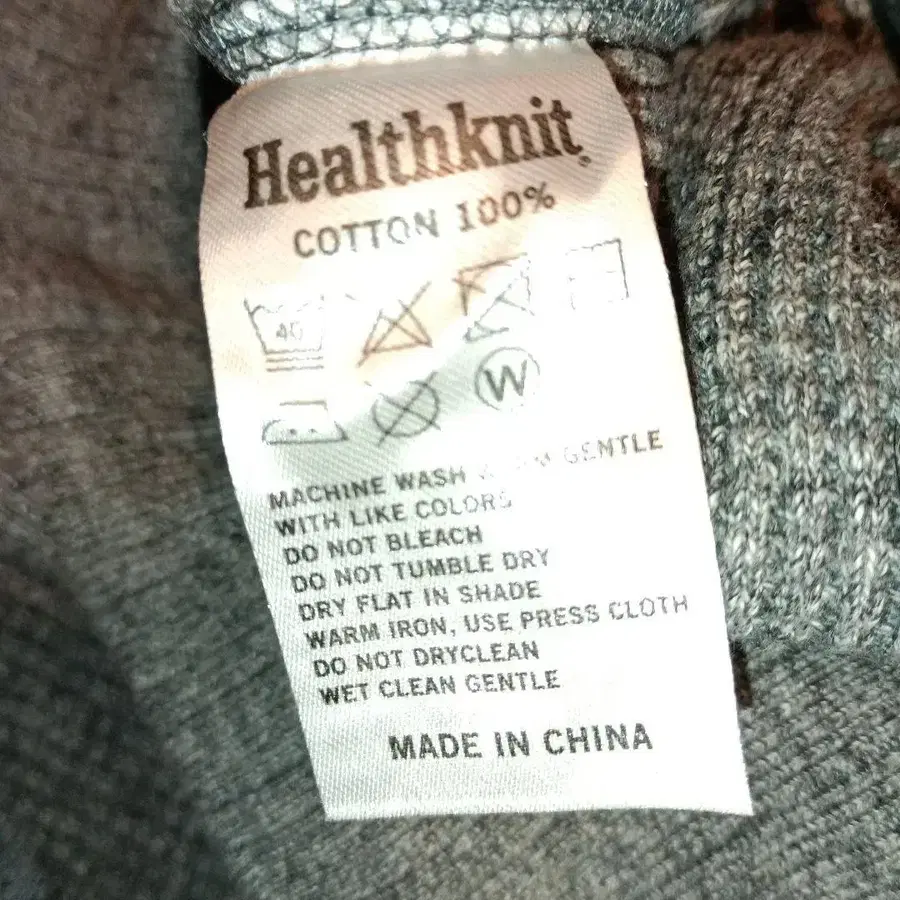 Healthknit
COTTON 100%
40
W
MACHINE WASH GENTLE
WITH LIKE COLORS
DO NOT BLEACH
DO NOT TUMBLE DRY
DRY FLAT IN SHADE
WARM IRON, USE PRESS CLOTH
DO NOT DRYCLEAN
WET CLEAN GENTLE
MADE IN CHINA